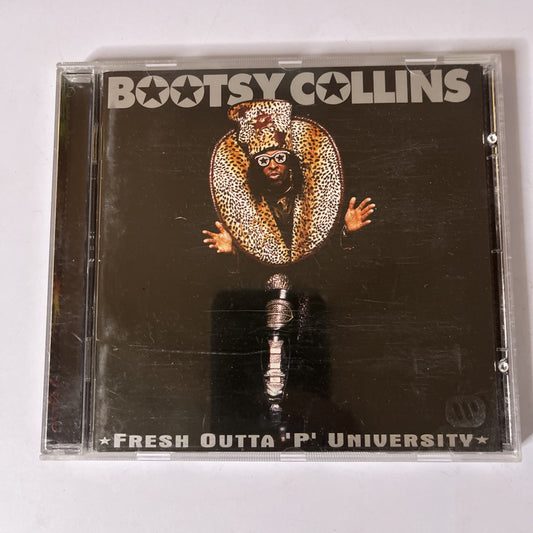 BOOTSY COLLINS
★FRESH OUTTA 'P' UNIVERSITY★